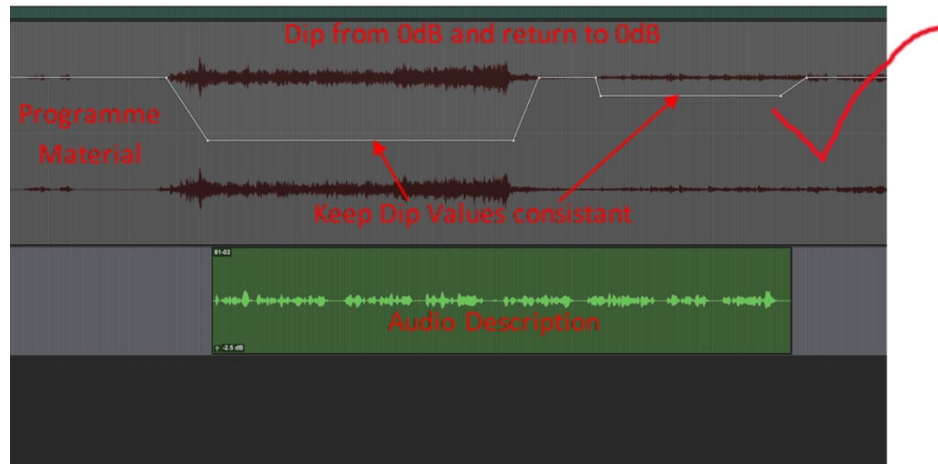 Dip from 0dB and return to 0dB
Programme
Material
Keep Dip Values consistant
01-02
Audio Description
-2.5 dB